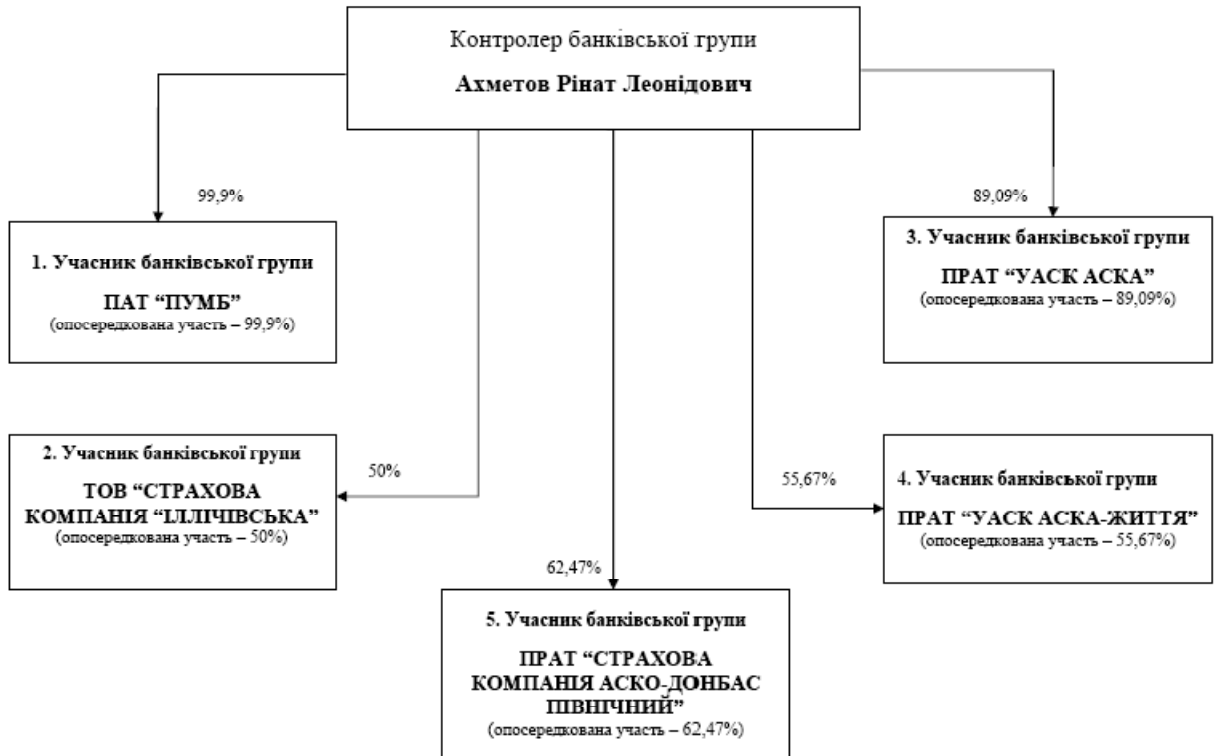 Контролер банківської групи
Ахметов Рінат Леонідович
99,9%
89,09%
1. Учасник банківської групи
ПАТ “ПУМБ”
(опосередкована участь – 99,9%)
3. Учасник банківської групи
ПРАТ “УАСК АСКА”
(опосередкована участь – 89,09%)
2. Учасник банківської групи
ТОВ “СТРАХОВА
КОМПАНІЯ “ІЛЛІЧІВСЬКА”
(опосередкована участь – 50%)
50%
55,67%
4. Учасник банківської групи
ПРАТ “УАСК АСКА-ЖИТТЯ”
(опосередкована участь – 55,67%)
62,47%
5. Учасник банківської групи
ПРАТ “СТРАХОВА
КОМПАНІЯ АСКО-ДОНБАС
ПІВНІЧНИЙ”
(опосередкована участь – 62,47%)